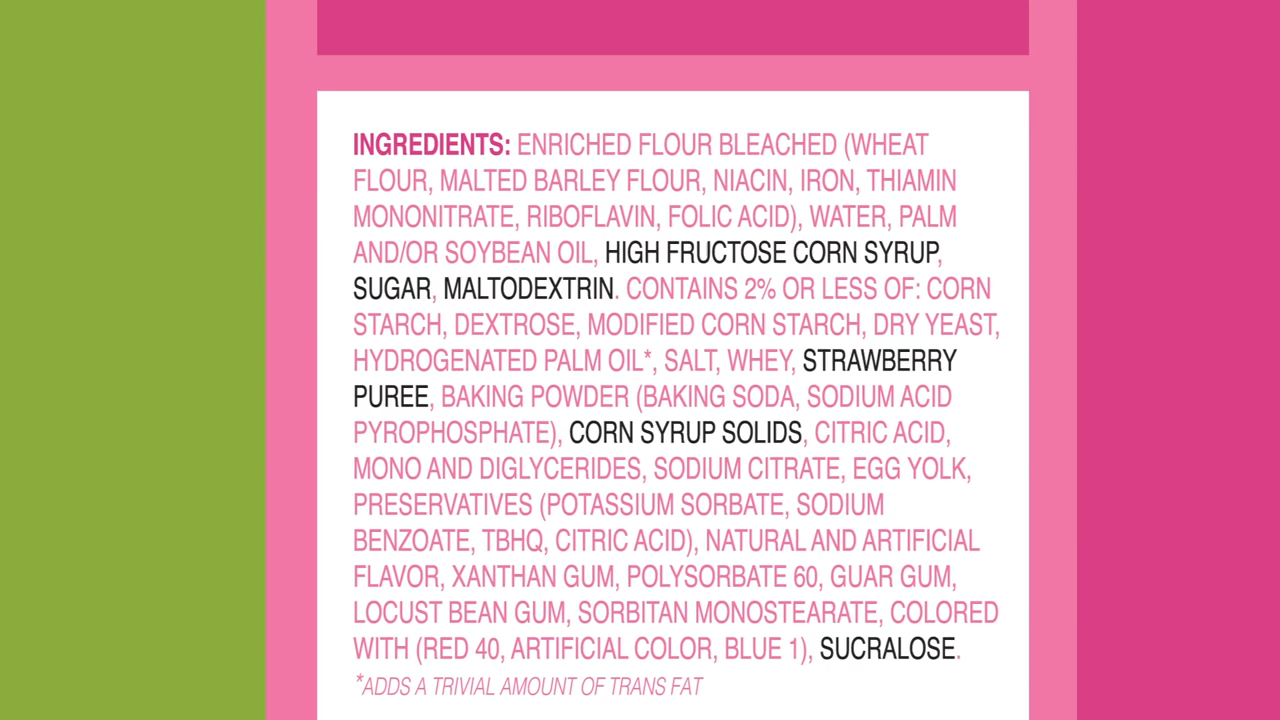 INGREDIENTS: ENRICHED FLOUR BLEACHED (WHEAT
FLOUR, MALTED BARLEY FLOUR, NIACIN, IRON, THIAMIN
MONONITRATE, RIBOFLAVIN, FOLIC ACID), WATER, PALM
AND/OR SOYBEAN OIL, HIGH FRUCTOSE CORN SYRUP,
SUGAR, MALTODEXTRIN. CONTAINS 2% OR LESS OF: CORN
STARCH, DEXTROSE, MODIFIED CORN STARCH, DRY YEAST,
HYDROGENATED PALM OIL*, SALT, WHEY, STRAWBERRY
PUREE, BAKING POWDER (BAKING SODA, SODIUM ACID
PYROPHOSPHATE), CORN SYRUP SOLIDS, CITRIC ACID,
MONO AND DIGLYCERIDES, SODIUM CITRATE, EGG YOLK,
PRESERVATIVES (POTASSIUM SORBATE, SODIUM
BENZOATE, TBHQ, CITRIC ACID), NATURAL AND ARTIFICIAL
FLAVOR, XANTHAN GUM, POLYSORBATE 60, GUAR GUM,
LOCUST BEAN GUM, SORBITAN MONOSTEARATE, COLORED
WITH (RED 40, ARTIFICIAL COLOR, BLUE 1), SUCRALOSE.
*ADDS A TRIVIAL AMOUNT OF TRANS FAT